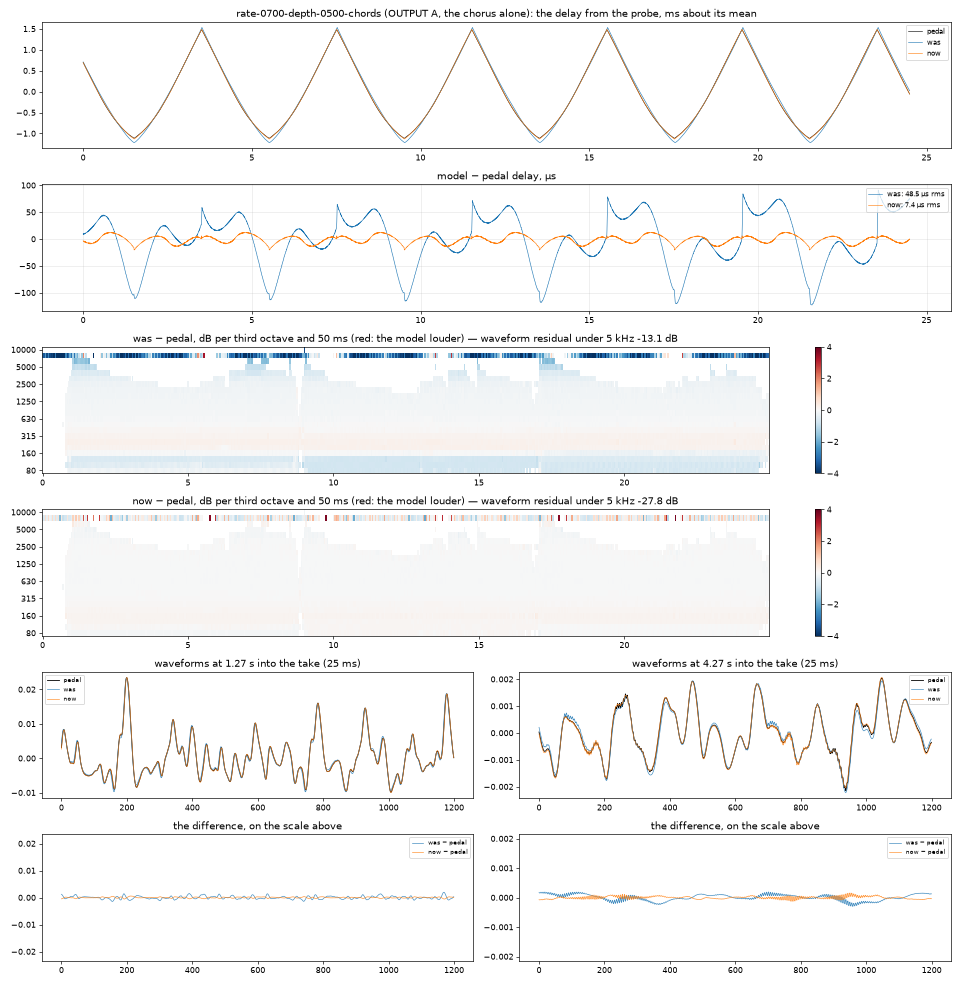 rate-0700-depth-0500-chords (OUTPUT A, the chorus alone): the delay from the probe, ms about its mean
1.5
1.0
0.5
0.0
−0.5
−1.0
pedal
was
now
0 5 10 15 20 25
model − pedal delay, µs
100
50
0
−50
−100
was: 48.5 µs rms
now: 7.4 µs rms
0 5 10 15 20 25
was − pedal, dB per third octave and 50 ms (red: the model louder) — waveform residual under 5 kHz -13.1 dB
10000
5000
2500
1250
630
315
160
80
0 5 10 15 20
4
2
0
−2
−4
now − pedal, dB per third octave and 50 ms (red: the model louder) — waveform residual under 5 kHz -27.8 dB
10000
5000
2500
1250
630
315
160
80
0 5 10 15 20
4
2
0
−2
−4
waveforms at 1.27 s into the take (25 ms)
0.02
0.01
0.00
−0.01
pedal
was
now
0 200 400 600 800 1000 1200
waveforms at 4.27 s into the take (25 ms)
0.002
0.001
0.000
−0.001
−0.002
pedal
was
now
0 200 400 600 800 1000 1200
the difference, on the scale above
0.02
0.01
0.00
−0.01
−0.02
was − pedal
now − pedal
0 200 400 600 800 1000 1200
the difference, on the scale above
0.002
0.001
0.000
−0.001
−0.002
was − pedal
now − pedal
0 200 400 600 800 1000 1200